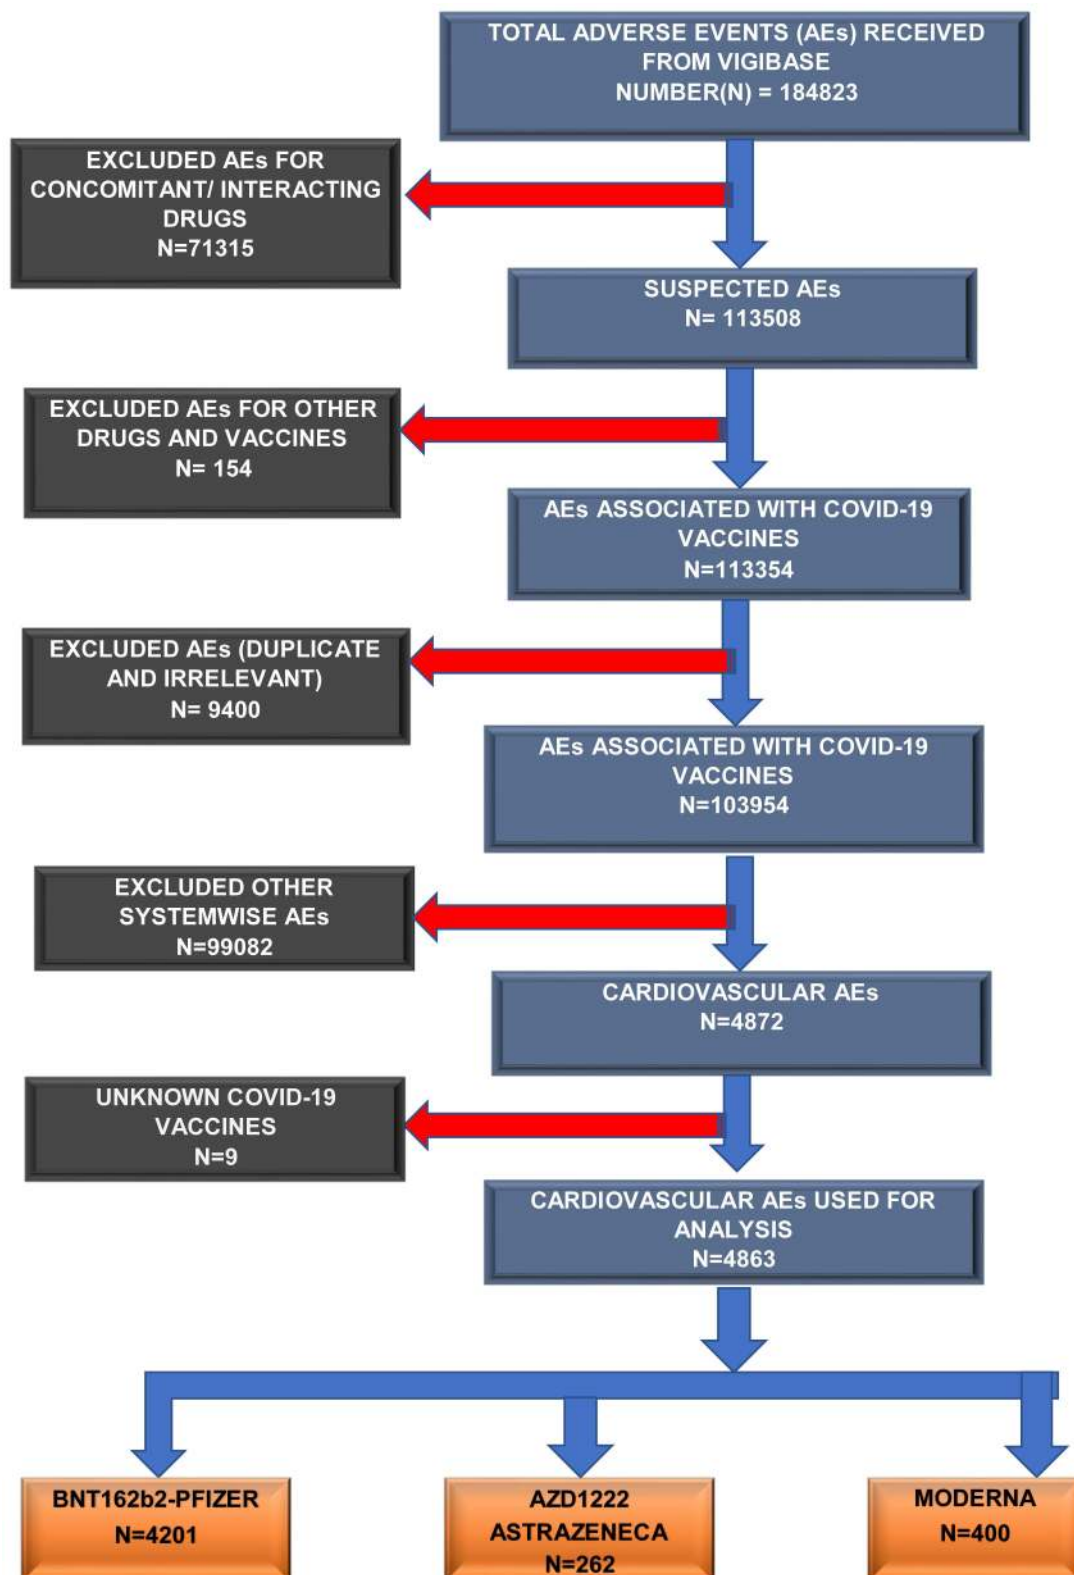 TOTAL ADVERSE EVENTS (AEs) RECEIVED
FROM VIGIBASE
NUMBER(N) = 184823
EXCLUDED AEs FOR
CONCOMITANT/ INTERACTING
DRUGS
N=71315
SUSPECTED AEs
N= 113508
EXCLUDED AEs FOR OTHER
DRUGS AND VACCINES
N= 154
AEs ASSOCIATED WITH COVID-19
VACCINES
N=113354
EXCLUDED AEs (DUPLICATE
AND IRRELEVANT)
N= 9400
AEs ASSOCIATED WITH COVID-19
VACCINES
N=103954
EXCLUDED OTHER
SYSTEMWISE AEs
N=99082
CARDIOVASCULAR AEs
N=4872
UNKNOWN COVID-19
VACCINES
N=9
CARDIOVASCULAR AEs USED FOR
ANALYSIS
N=4863
BNT162b2-PFIZER
N=4201
AZD1222
ASTRAZENECA
N=262
MODERNA
N=400